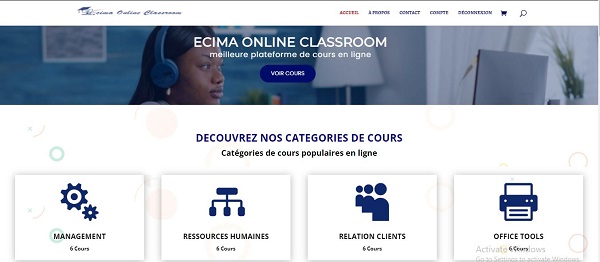 Ecima Online Classroom
ACCUEIL À PROPOS CONTACT COMPTE DÉCONNEXION
ECIMA ONLINE CLASSROOM
meilleure plateforme de cours en ligne
VOIR COURS
DECOUVREZ NOS CATEGORIES DE COURS
Catégories de cours populaires en ligne
MANAGEMENT RESSOURCES HUMAINES RELATION CLIENTS OFFICE TOOLS
6 Cours 6 Cours 6 Cours 6 Cours
Activate Windows
Go to Settings to activate Windows.